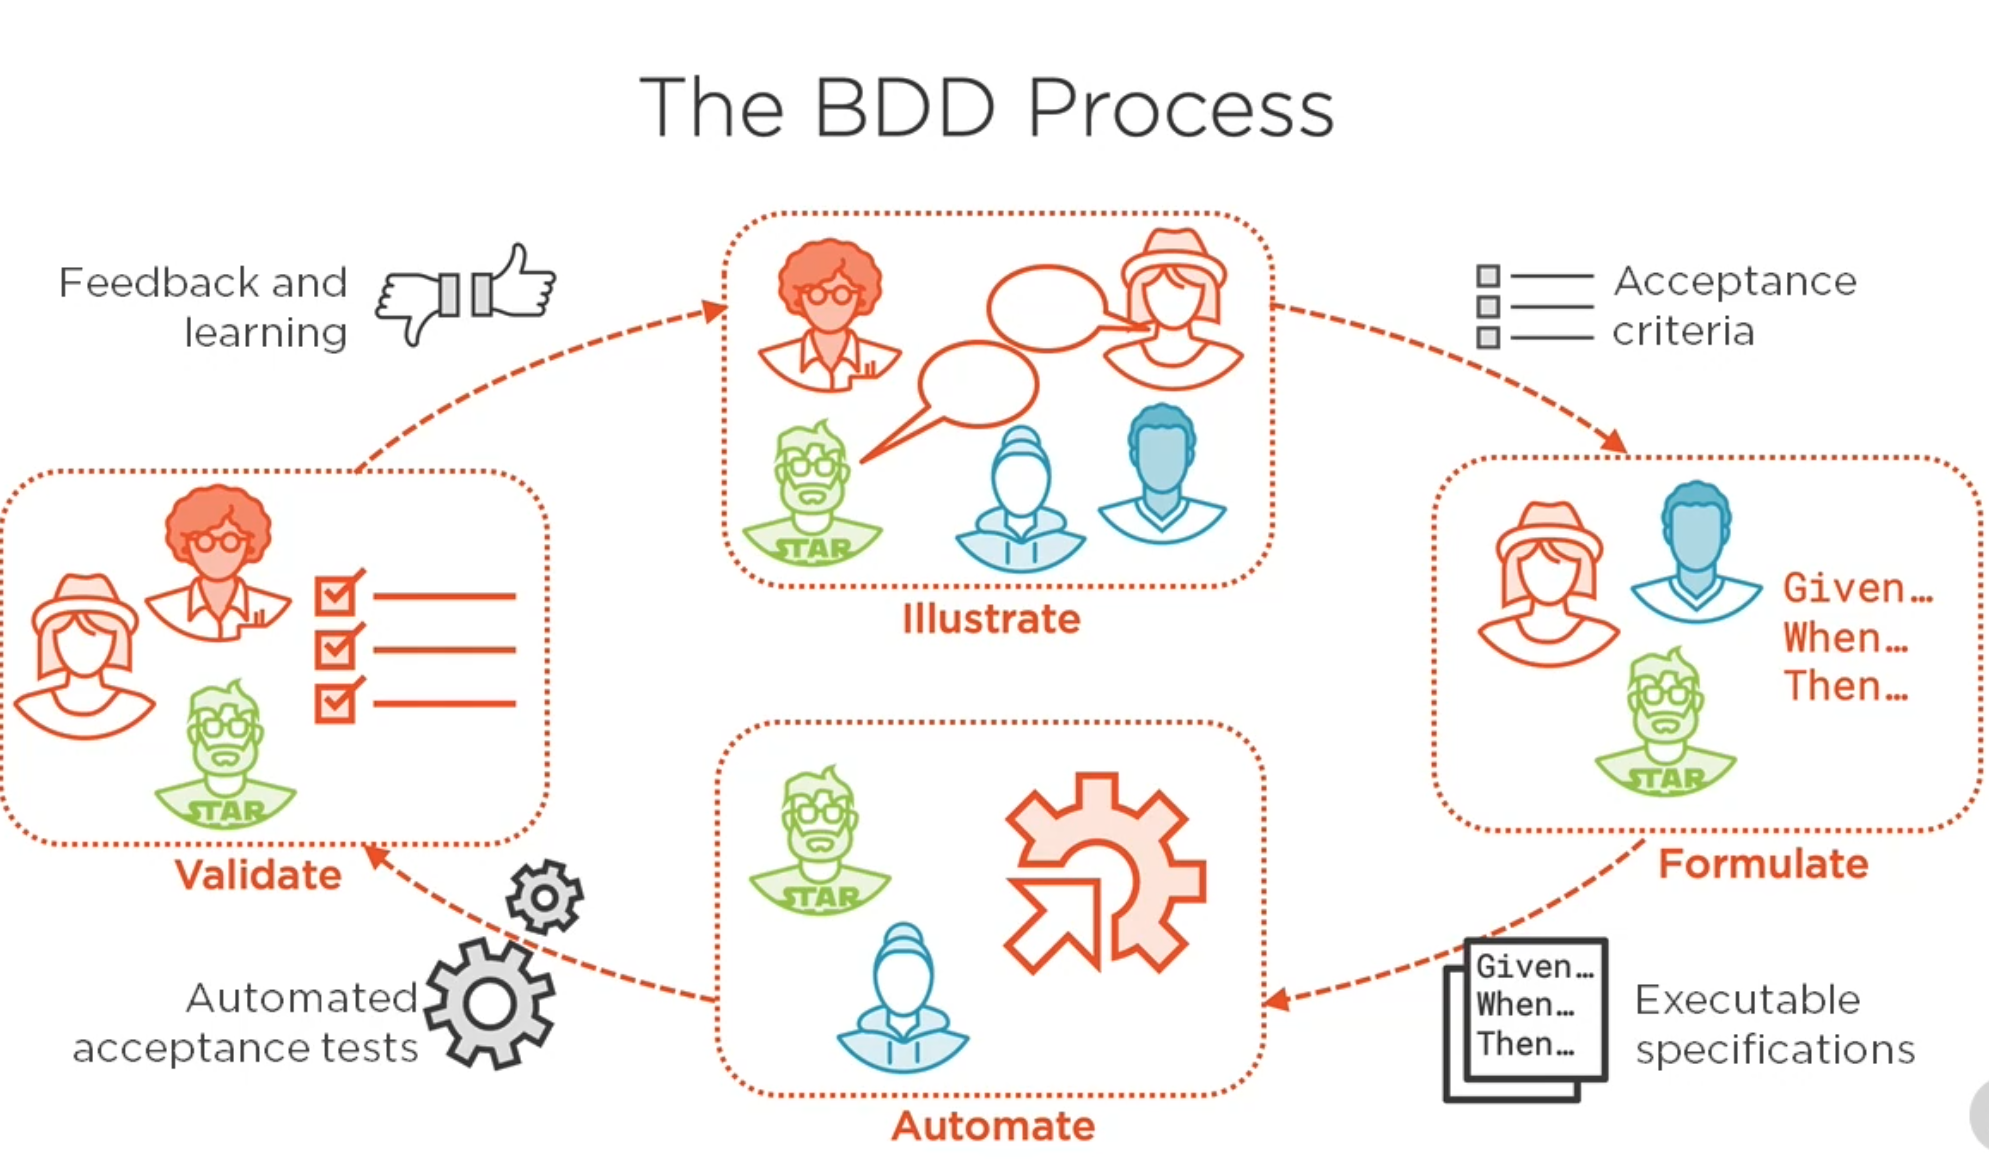 The BDD Process
Feedback and
learning
Acceptance
criteria
STAR
Illustrate
Given...
When...
Then...
STAR
Formulate
STAR
Validate
STAR
Automate
Automated
acceptance tests
Given...
When...
Then...
Executable
specifications